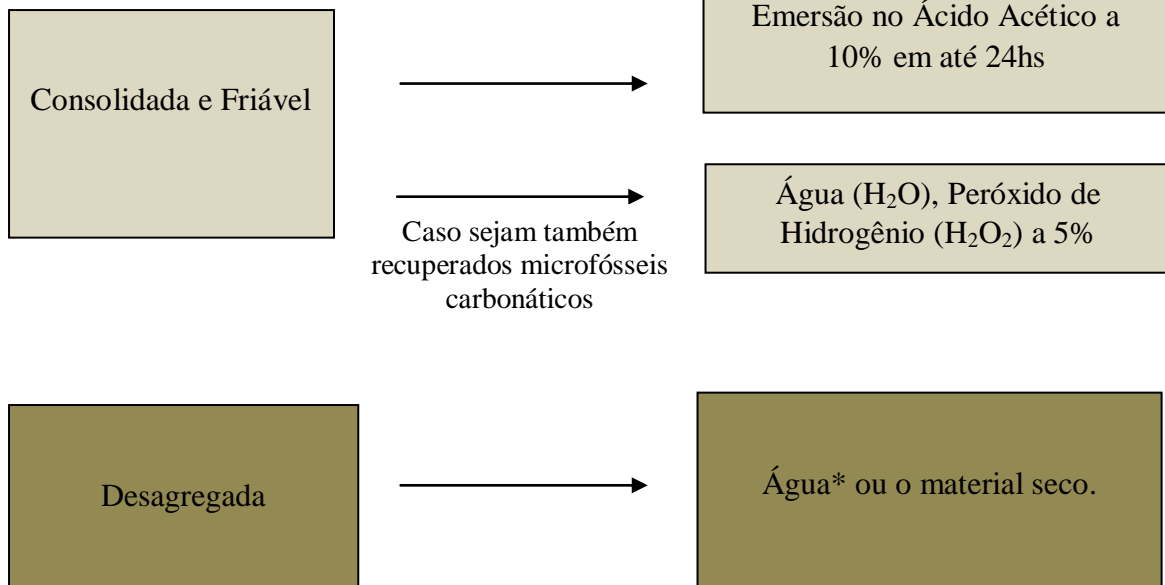 Emersão no Ácido Acético a
10% em até 24hs
Consolidada e Friável
Água (H₂O), Peróxido de
Hidrogênio (H₂O₂) a 5%
Caso sejam também
recuperados microfósseis
carbonáticos
Desagregada
Água* ou o material seco.